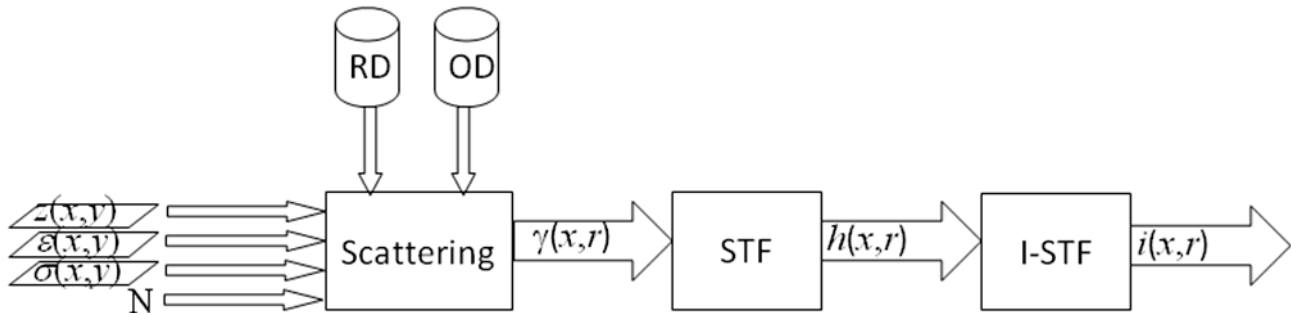 RD
OD
z(x,y)
ε(x,y)
σ(x,y)
N
Scattering
γ(x,r)
STF
h(x,r)
I-STF
i(x,r)